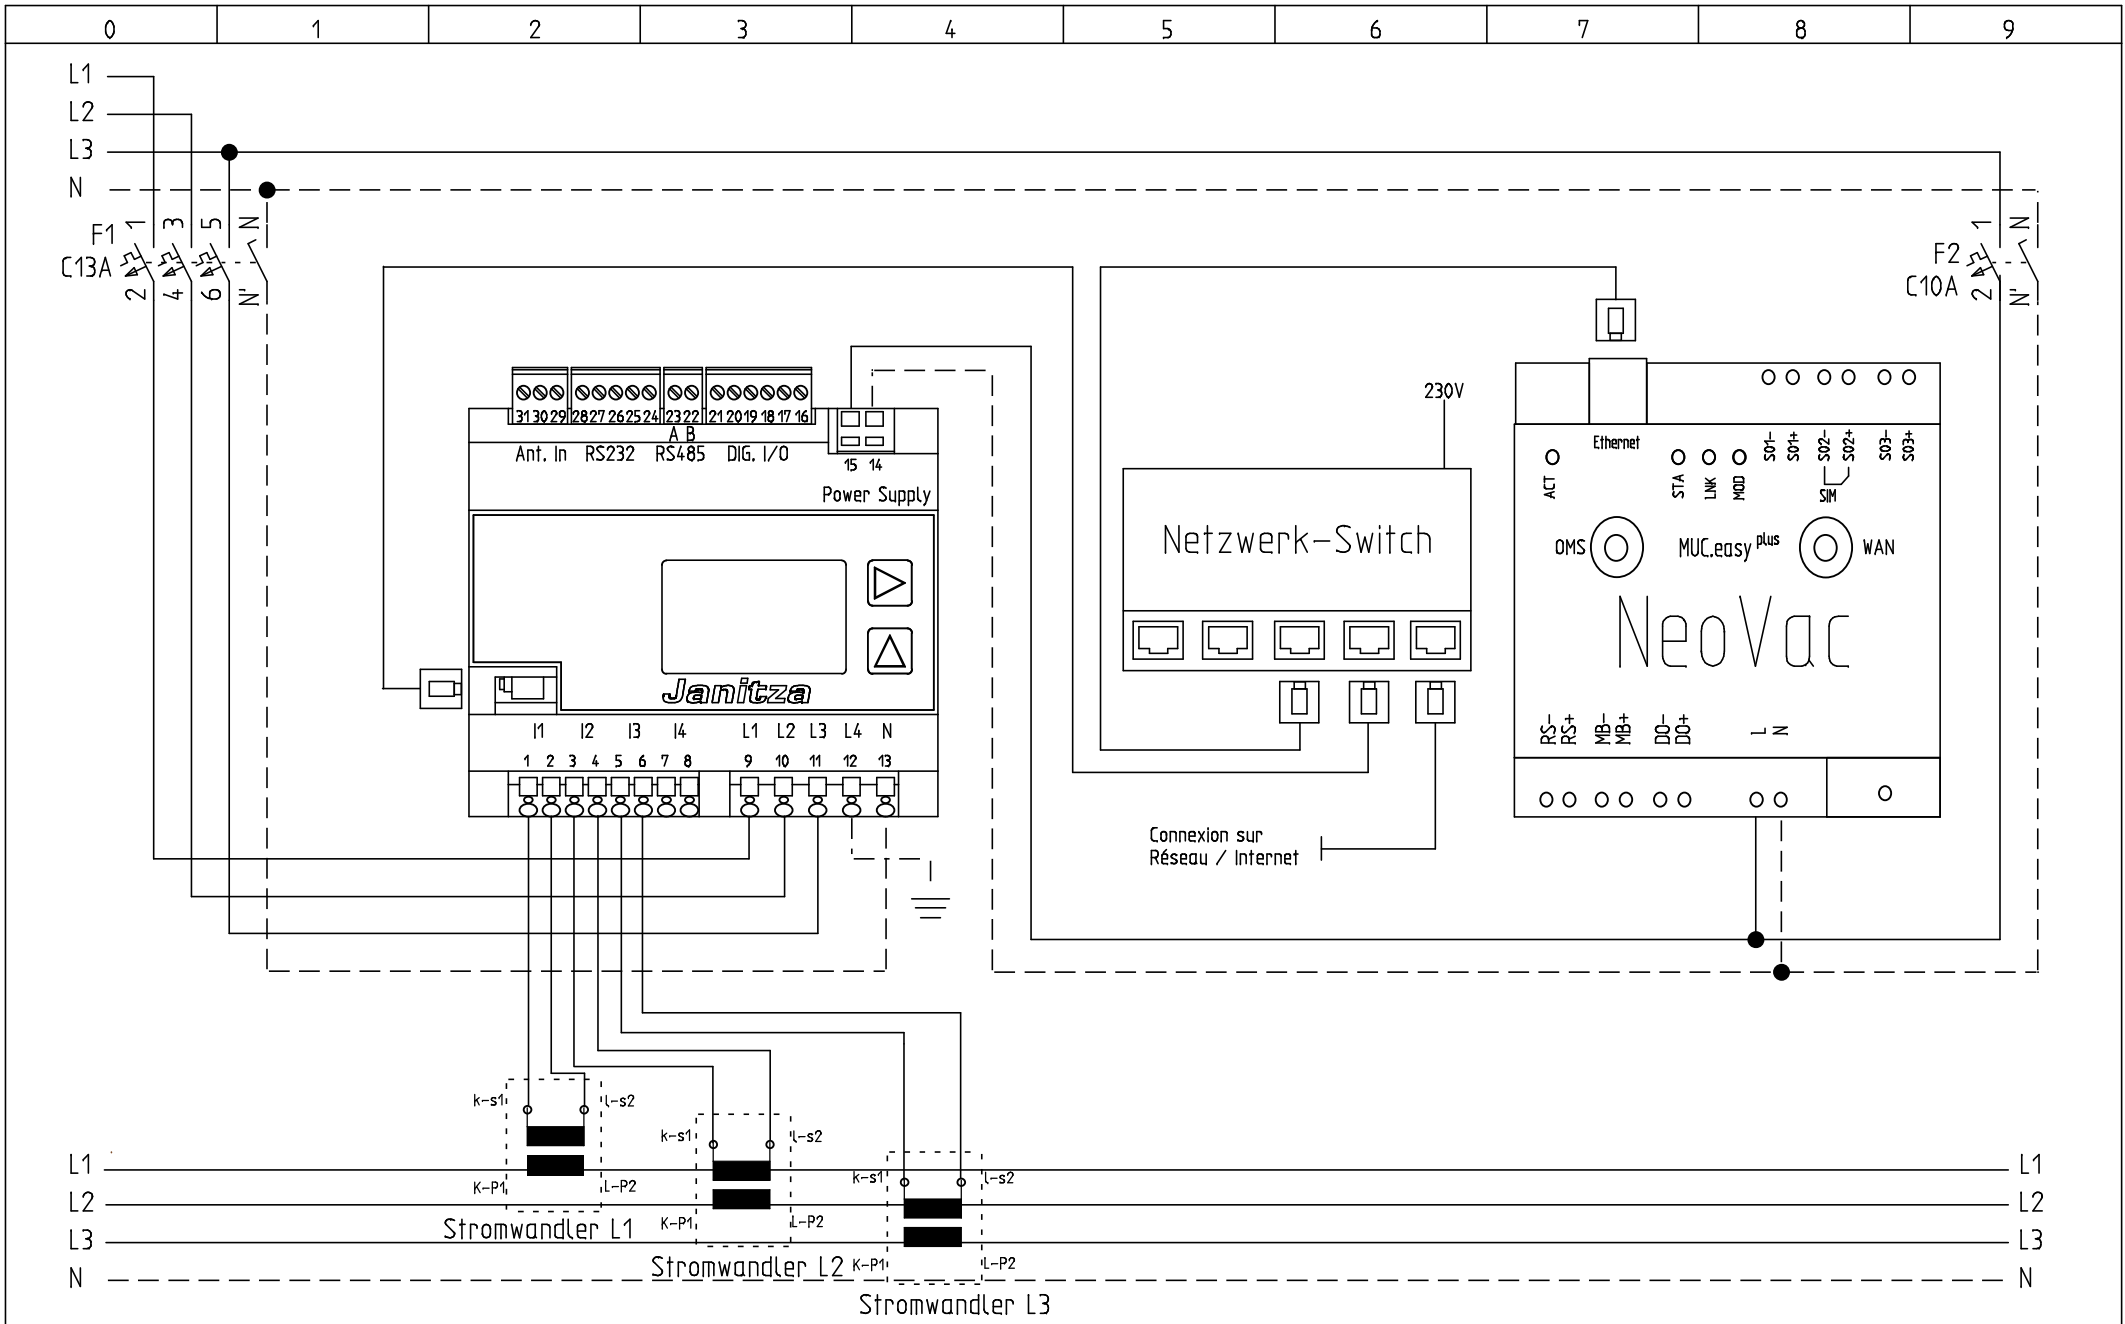 0 1 2 3 4 5 6 7 8 9
L1
L2
L3
N
1 3 5 N
F1
C13A
2 4 6 N'
1 N
F2
C10A
2 N'
31 30 29 28 27 26 25 24 23 22 21 20 19 18 17 16
A B
Ant. In RS232 RS485 DIG. I/O
15 14
Power Supply
Janitza
I1 I2 I3 I4 L1 L2 L3 L4 N
1 2 3 4 5 6 7 8 9 10 11 12 13
230V
Netzwerk-Switch
Connexion sur
Réseau / Internet
Ethernet
ACT
STA
LNK
MOD
S01-
S01+
S02-
S02+
S03-
S03+
SIM
OMS
MUC.easy plus
WAN
NeoVac
RS-
RS+
MB-
MB+
DO-
DO+
L
N
k-s1 l-s2
K-P1 L-P2
Stromwandler L1
k-s1 l-s2
K-P1 L-P2
Stromwandler L2
k-s1 l-s2
K-P1 L-P2
Stromwandler L3
L1 L1
L2 L2
L3 L3
N N